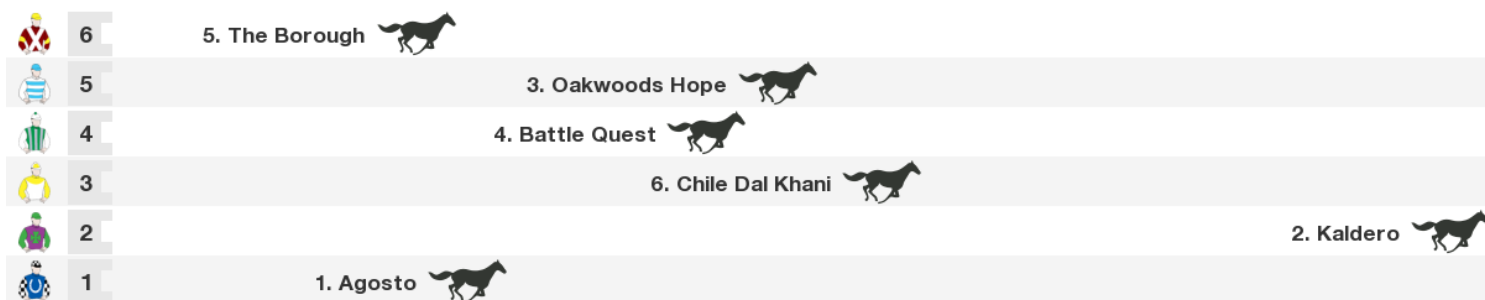 6 5. The Borough
5 3. Oakwoods Hope
4 4. Battle Quest
3 6. Chile Dal Khani
2 2. Kaldero
1 1. Agosto